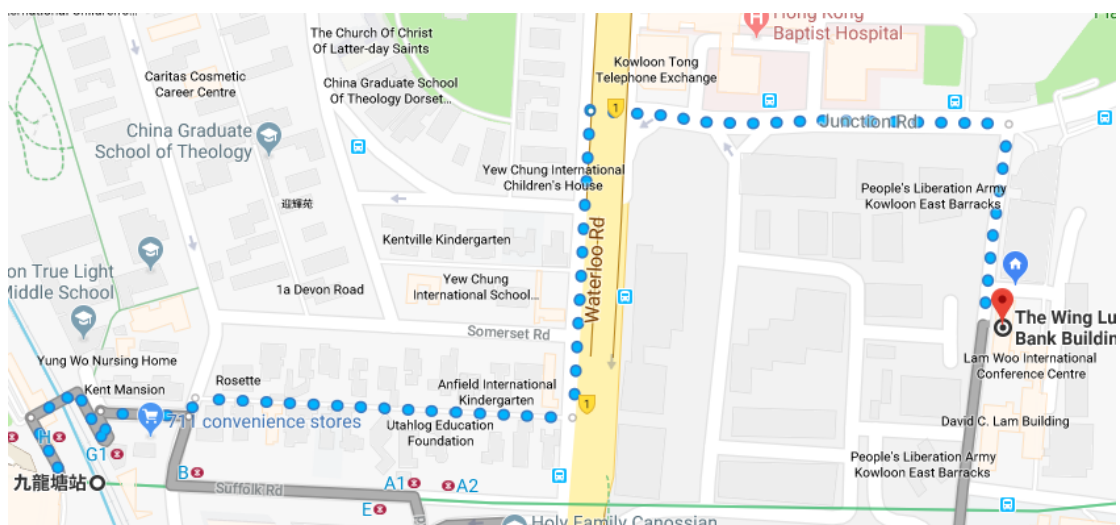 Hong Kong
Baptist Hospital
The Church Of Christ
Of Latter-day Saints
Kowloon Tong
Telephone Exchange
Caritas Cosmetic
Career Centre
China Graduate School
Of Theology Dorset...
1
Junction Rd
China Graduate
School of Theology
Yew Chung International
Children's House
People's Liberation Army
Kowloon East Barracks
迎輝苑
Kentville Kindergarten
Waterloo Rd
on True Light
Middle School
Yew Chung
International School...
1a Devon Road
Somerset Rd
The Wing Lu
Bank Buildin
Yung Wo Nursing Home
Lam Woo International
Conference Centre
Kent Mansion
Rosette
Anfield International
Kindergarten
1
711 convenience stores
Utahlog Education
Foundation
David C. Lam Building
H
G1
People's Liberation Army
Kowloon East Barracks
B
九龍塘站
Suffolk Rd
A1
A2
E
Holy Family Canossian